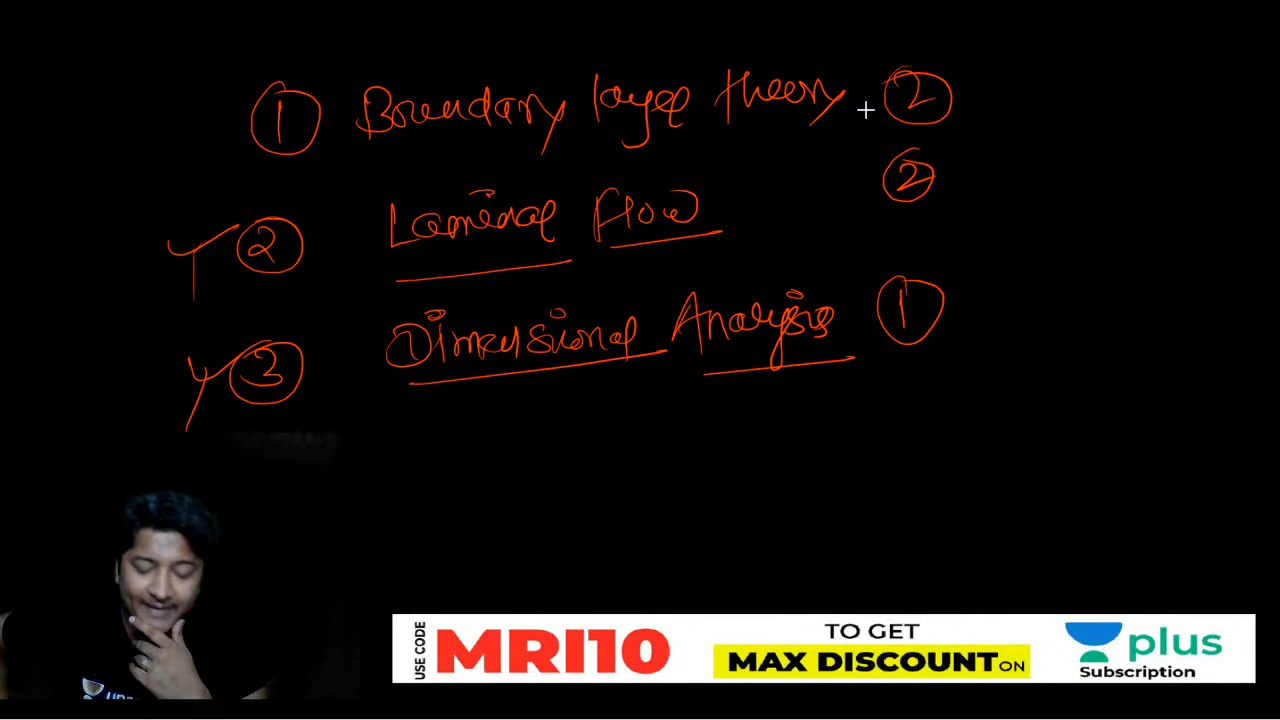 ① Boundary layer theory ②
②
② Laminar flow
③ Dimensional Analysis ①
USE CODE MRI10 TO GET MAX DISCOUNT ON plus Subscription